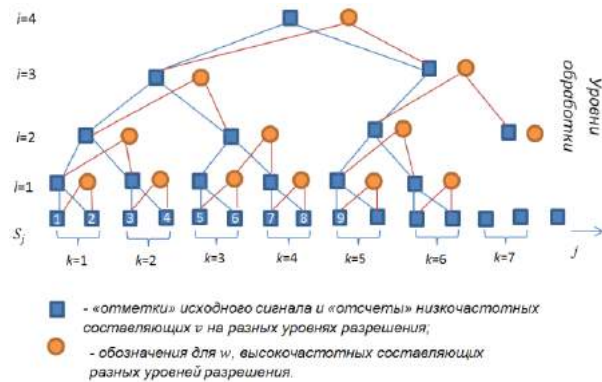 i=4
i=3
i=2
i=1
Уровни обработки
1 2 3 4 5 6 7 8 9
S_j
j
k=1 k=2 k=3 k=4 k=5 k=6 k=7
- «отметки» исходного сигнала и «отсчеты» низкочастотных
составляющих v на разных уровнях разрешения;
- обозначения для w, высокочастотных составляющих
разных уровней разрешения.